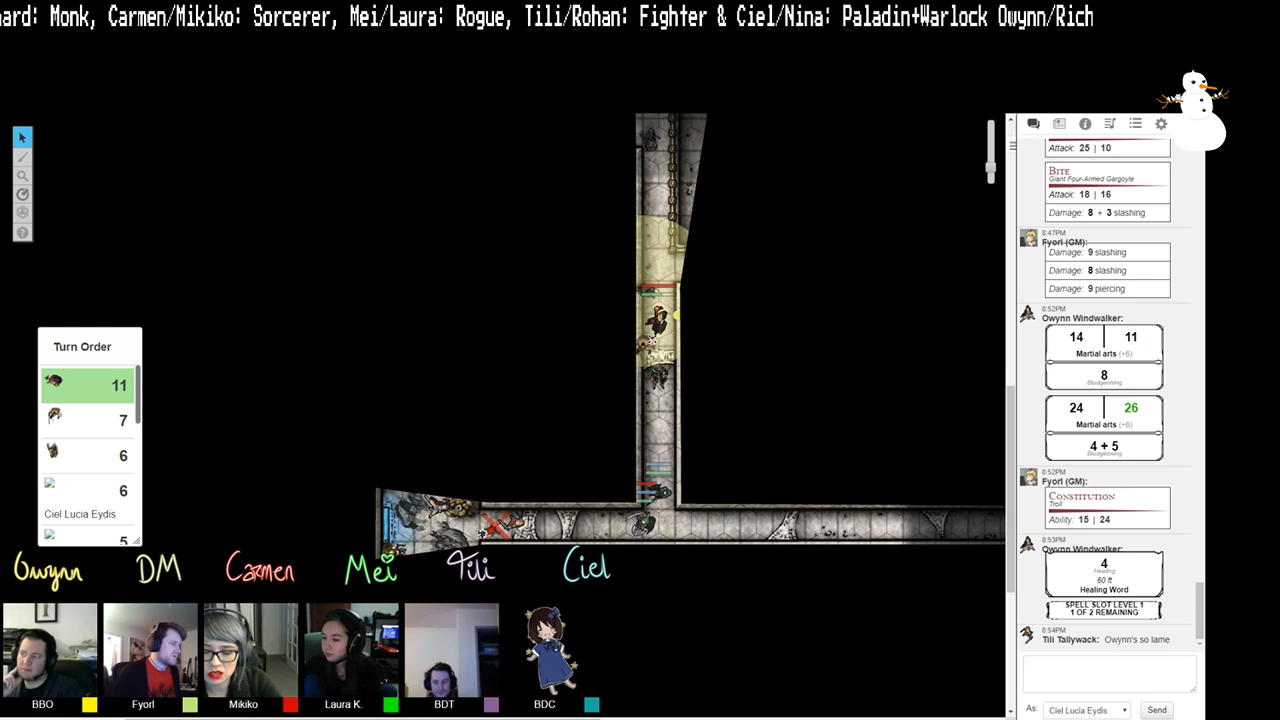 ard: Monk, Carmen/Mikiko: Sorcerer, Mei/Laura: Rogue, Tili/Rohan: Fighter & Ciel/Nina: Paladin+Warlock Owynn/Rich
Attack: 25 | 10
Bite
Giant Four-Armed Gargoyle
Attack: 18 | 16
Damage: 8 + 3 slashing
8:47PM
Fyorl (GM):
Damage: 9 slashing
Damage: 8 slashing
Damage: 9 piercing
8:52PM
Owynn Windwalker:
14 | 11
Martial arts (+6)
8
Bludgeoning
24 | 26
Martial arts (+6)
4 + 5
Bludgeoning
8:52PM
Fyorl (GM):
Constitution
Troll
Ability: 15 | 24
8:53PM
Owynn Windwalker:
4
Healing
60 ft
Healing Word
SPELL SLOT LEVEL 1
1 OF 2 REMAINING
8:54PM
Tili Tallywack: Owynn's so lame
As: Ciel Lucia Eydis
Send
Turn Order
11
7
6
6
Ciel Lucia Eydis
5
Owynn DM Carmen Mei Tili Ciel
BBO Fyorl Mikiko Laura K. BDT BDC